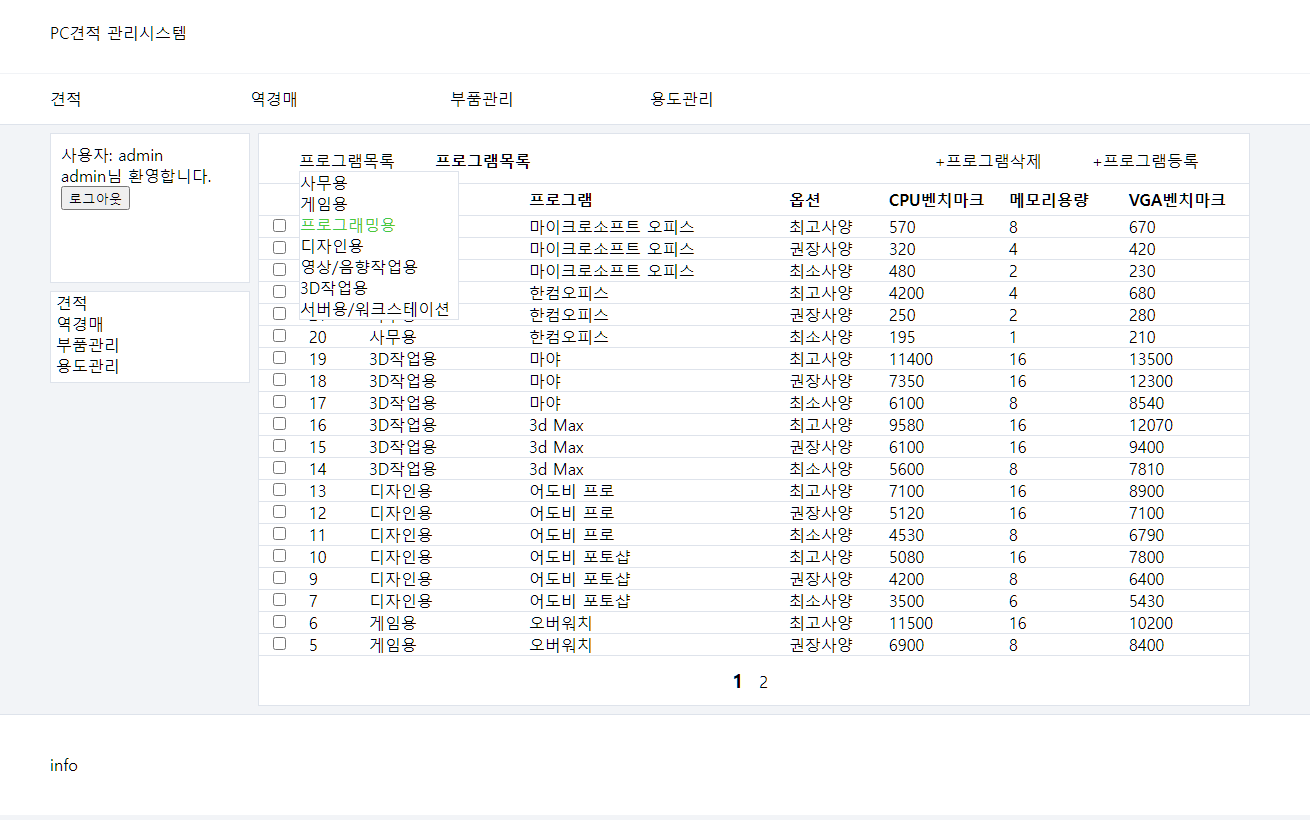 PC견적 관리시스템
견적 역경매 부품관리 용도관리
사용자: admin
admin님 환영합니다.
로그아웃
견적
역경매
부품관리
용도관리
프로그램목록 프로그램목록 +프로그램삭제 +프로그램등록
사무용
게임용
프로그래밍용
디자인용
영상/음향작업용
3D작업용
서버용/워크스테이션
프로그램 옵션 CPU벤치마크 메모리용량 VGA벤치마크
마이크로소프트 오피스 최고사양 570 8 670
마이크로소프트 오피스 권장사양 320 4 420
마이크로소프트 오피스 최소사양 480 2 230
한컴오피스 최고사양 4200 4 680
한컴오피스 권장사양 250 2 280
20 사무용 한컴오피스 최소사양 195 1 210
19 3D작업용 마야 최고사양 11400 16 13500
18 3D작업용 마야 권장사양 7350 16 12300
17 3D작업용 마야 최소사양 6100 8 8540
16 3D작업용 3d Max 최고사양 9580 16 12070
15 3D작업용 3d Max 권장사양 6100 16 9400
14 3D작업용 3d Max 최소사양 5600 8 7810
13 디자인용 어도비 프로 최고사양 7100 16 8900
12 디자인용 어도비 프로 권장사양 5120 16 7100
11 디자인용 어도비 프로 최소사양 4530 8 6790
10 디자인용 어도비 포토샵 최고사양 5080 16 7800
9 디자인용 어도비 포토샵 권장사양 4200 8 6400
7 디자인용 어도비 포토샵 최소사양 3500 6 5430
6 게임용 오버워치 최고사양 11500 16 10200
5 게임용 오버워치 권장사양 6900 8 8400
1 2
info